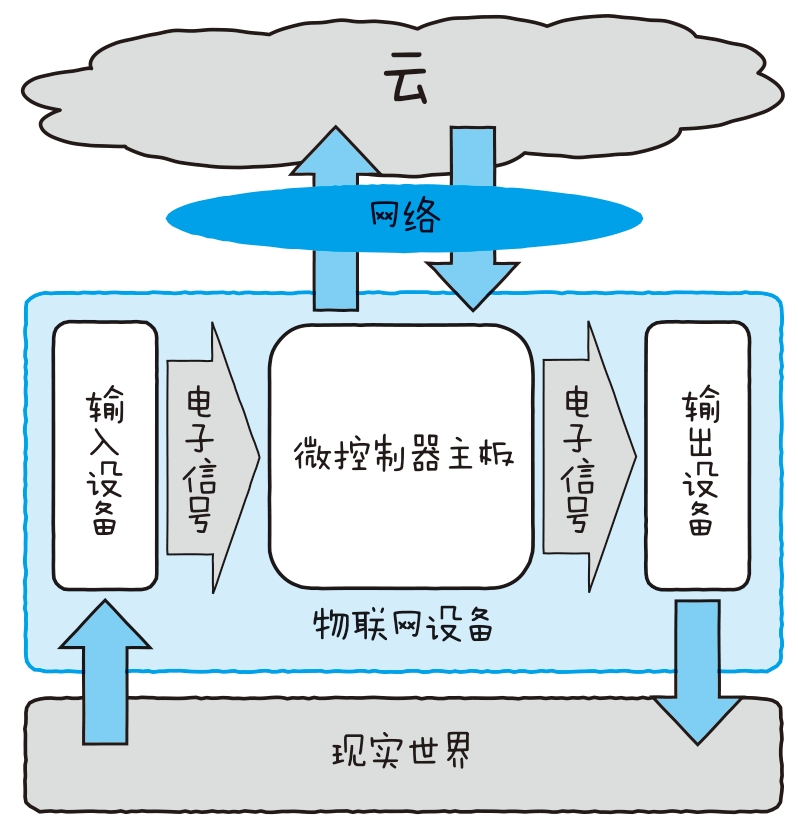 云
网络
输入设备
电子信号
微控制器主板
电子信号
输出设备
物联网设备
现实世界